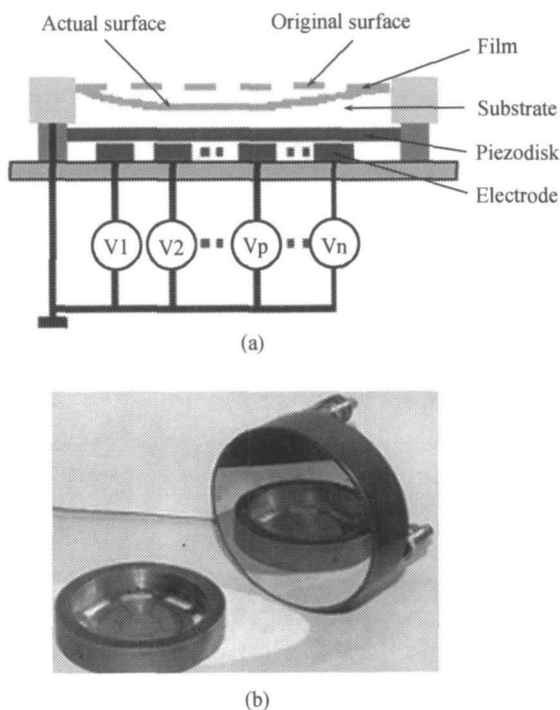 Actual surface
Original surface
Film
Substrate
Piezodisk
Electrode
V1 V2 Vp Vn
(a)
(b)